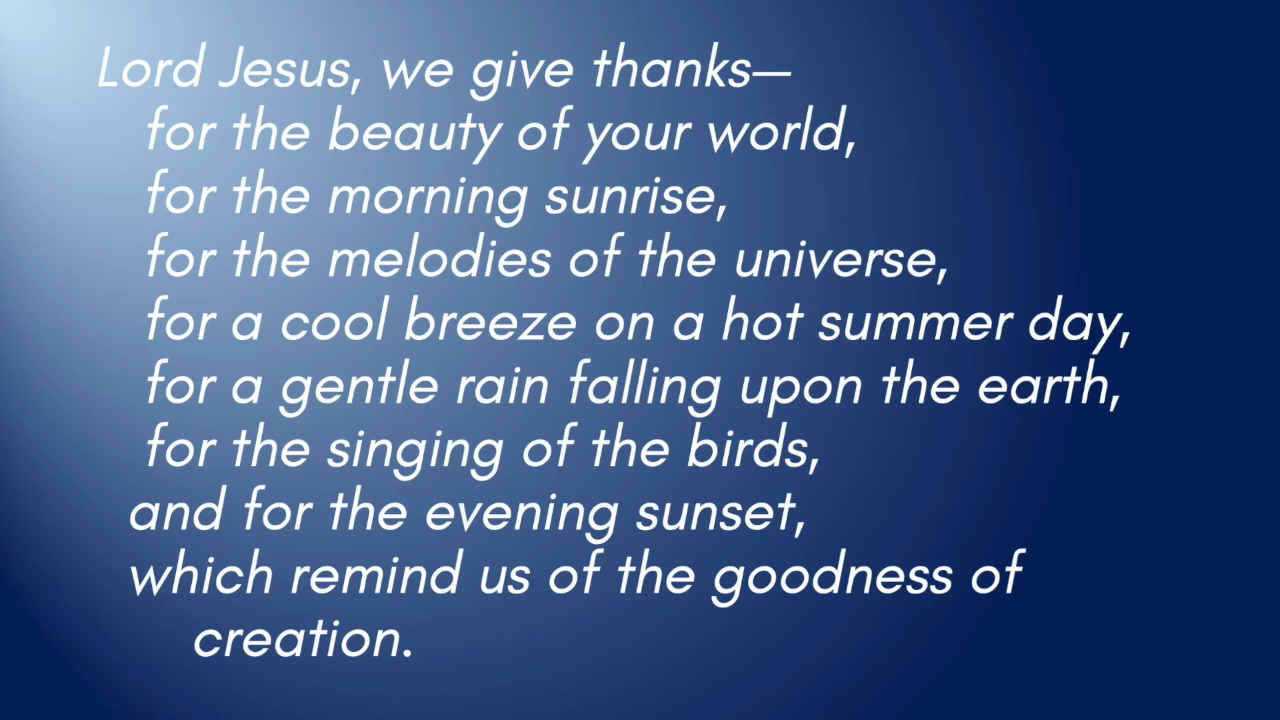 Lord Jesus, we give thanks—
for the beauty of your world,
for the morning sunrise,
for the melodies of the universe,
for a cool breeze on a hot summer day,
for a gentle rain falling upon the earth,
for the singing of the birds,
and for the evening sunset,
which remind us of the goodness of
creation.